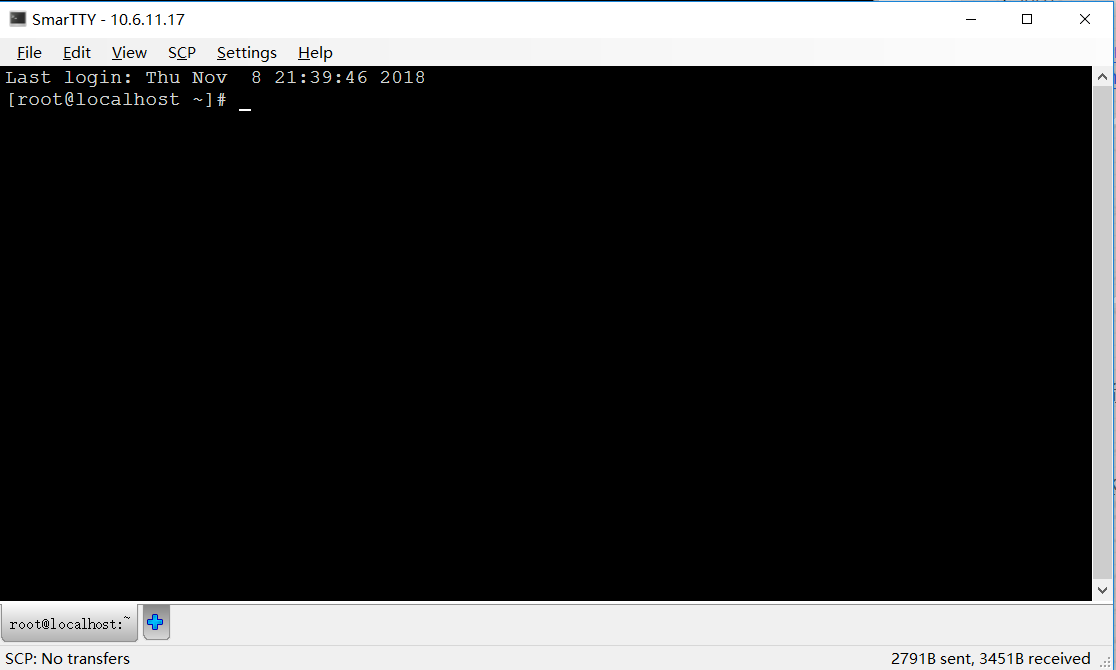 SmarTTY - 10.6.11.17
File Edit View SCP Settings Help
Last login: Thu Nov  8 21:39:46 2018
[root@localhost ~]# _
root@localhost:~
SCP: No transfers
2791B sent, 3451B received